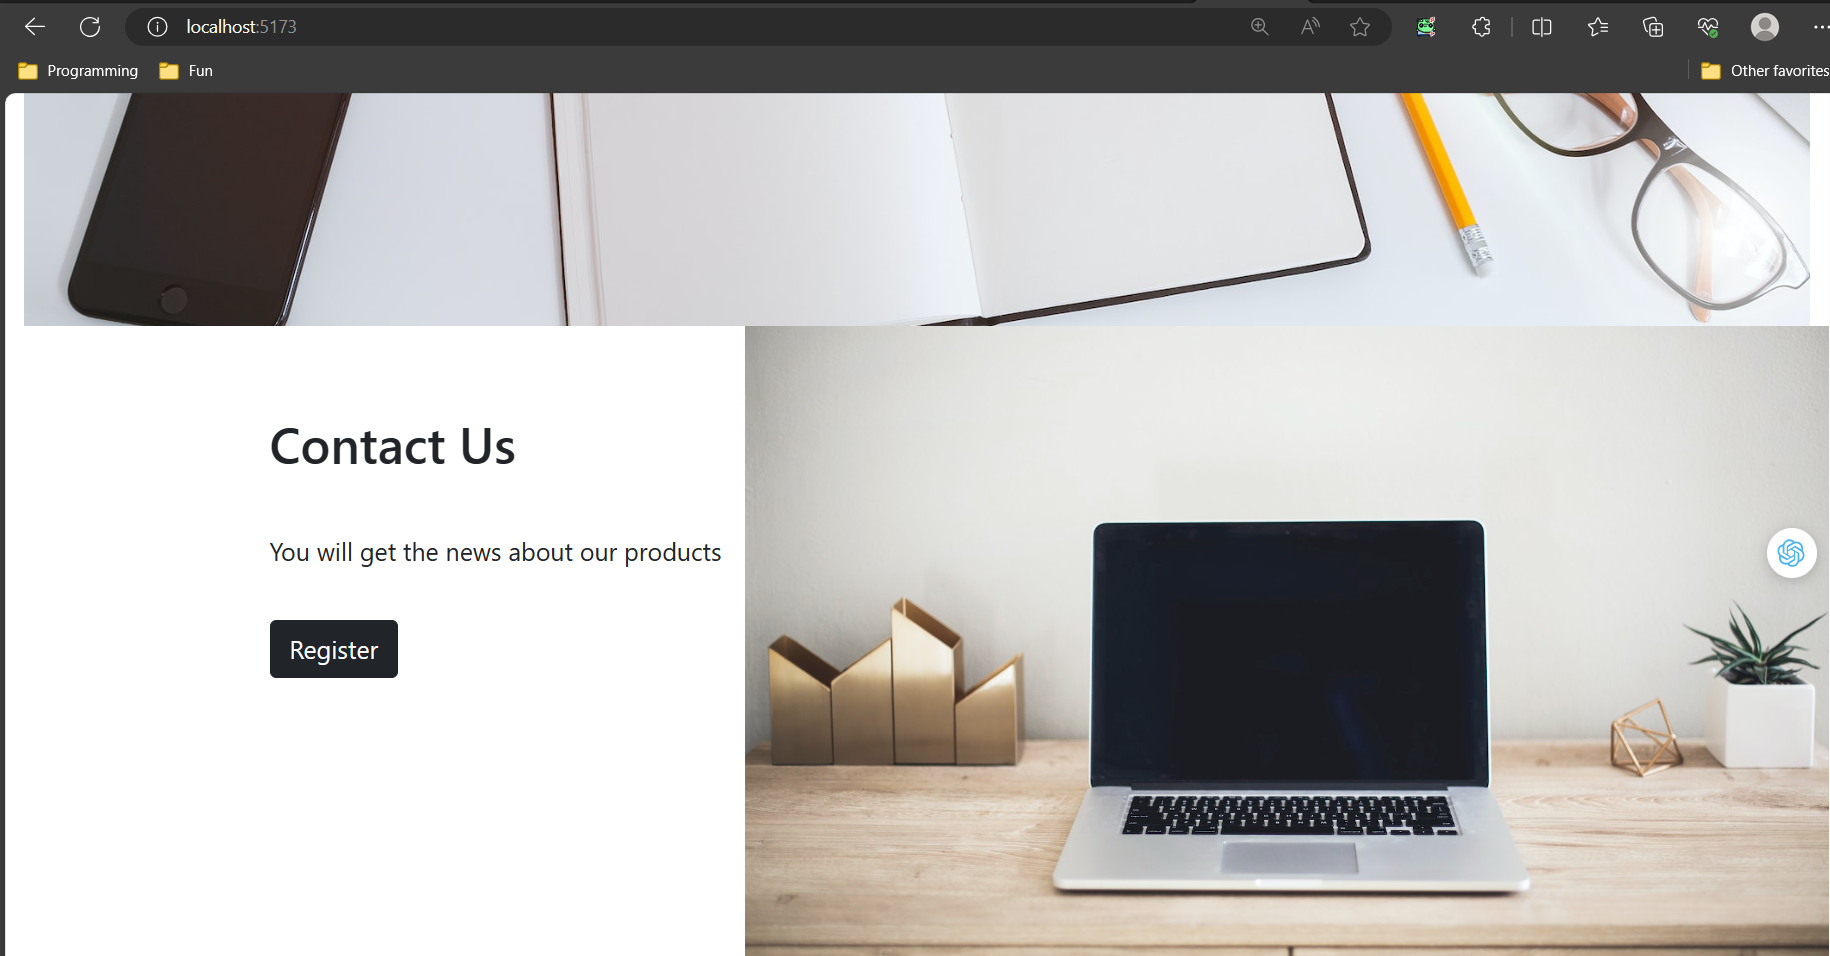 localhost:5173
Programming Fun Other favorites
Contact Us
You will get the news about our products
Register